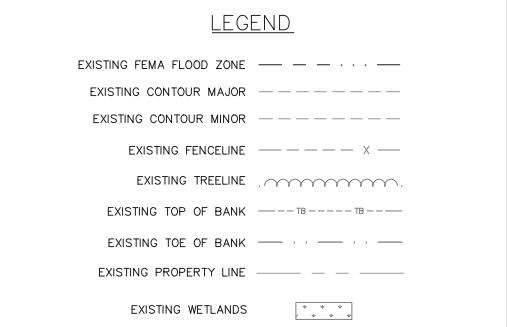 LEGEND
EXISTING FEMA FLOOD ZONE
EXISTING CONTOUR MAJOR
EXISTING CONTOUR MINOR
EXISTING FENCELINE X
EXISTING TREELINE
EXISTING TOP OF BANK TB TB
EXISTING TOE OF BANK
EXISTING PROPERTY LINE
EXISTING WETLANDS